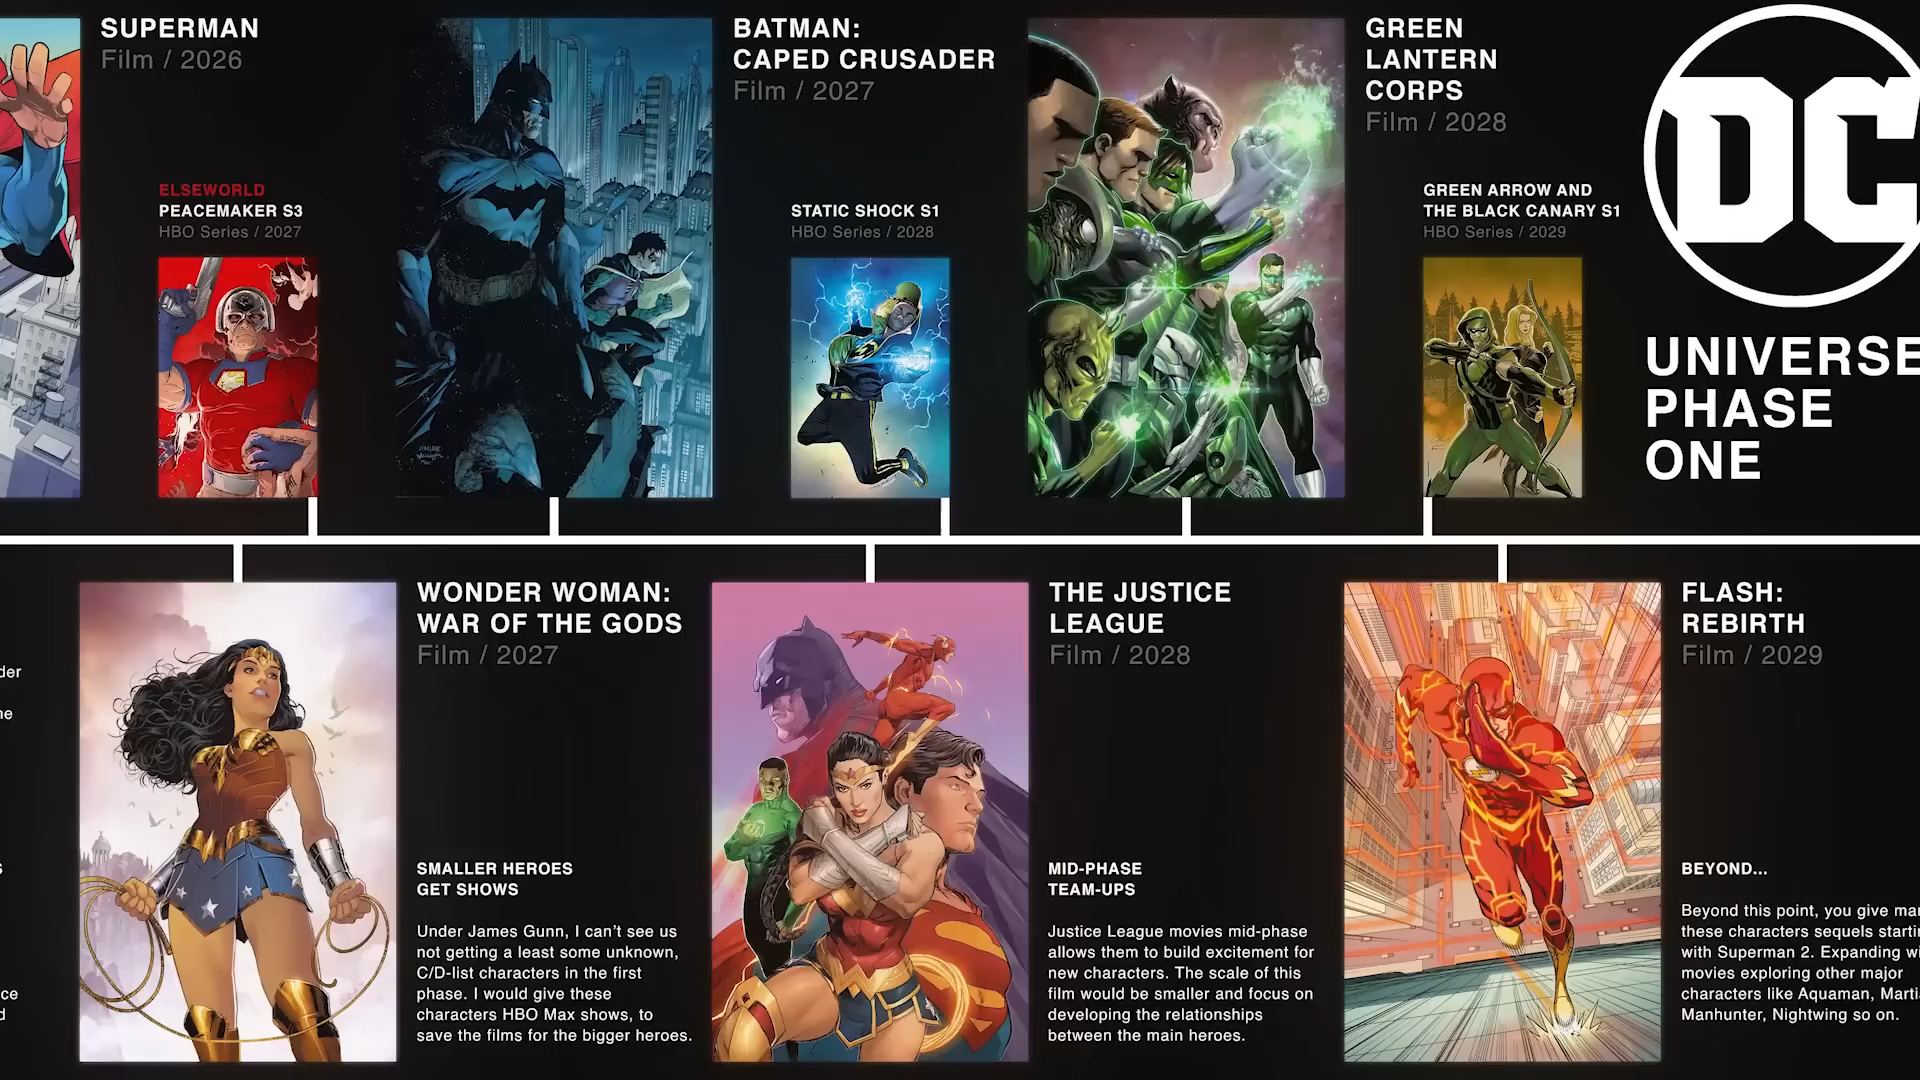 SUPERMAN
Film / 2026
ELSEWORLD
PEACEMAKER S3
HBO Series / 2027
BATMAN:
CAPED CRUSADER
Film / 2027
STATIC SHOCK S1
HBO Series / 2028
GREEN
LANTERN
CORPS
Film / 2028
GREEN ARROW AND
THE BLACK CANARY S1
HBO Series / 2029
DC
UNIVERSE
PHASE
ONE
WONDER WOMAN:
WAR OF THE GODS
Film / 2027
SMALLER HEROES
GET SHOWS
Under James Gunn, I can't see us
not getting a least some unknown,
C/D-list characters in the first
phase. I would give these
characters HBO Max shows, to
save the films for the bigger heroes.
THE JUSTICE
LEAGUE
Film / 2028
MID-PHASE
TEAM-UPS
Justice League movies mid-phase
allows them to build excitement for
new characters. The scale of this
film would be smaller and focus on
developing the relationships
between the main heroes.
FLASH:
REBIRTH
Film / 2029
BEYOND...
Beyond this point, you give
these characters sequels
with Superman 2. Expanding
movies exploring other major
characters like Aquaman,
Manhunter, Nightwing so on.